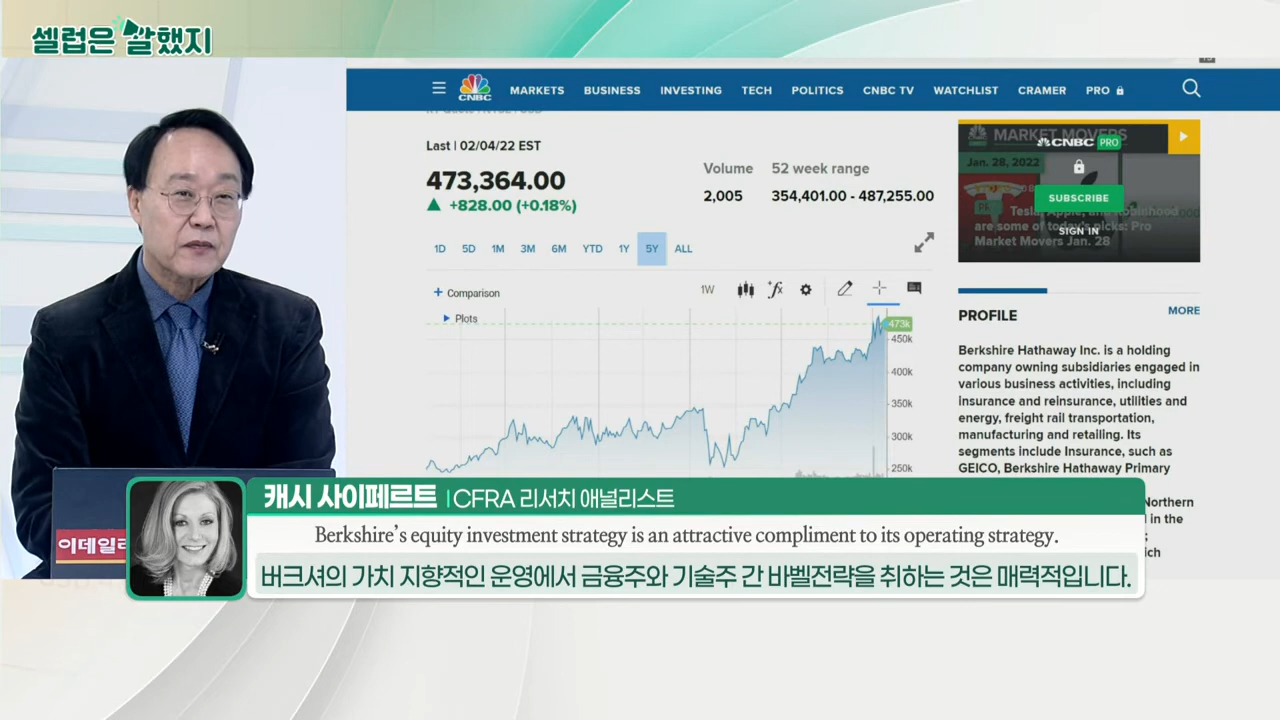 셀럽은 말했지
CNBC
MARKETS
BUSINESS
INVESTING
TECH
POLITICS
CNBC TV
WATCHLIST
CRAMER
PRO
Last | 02/04/22 EST
473,364.00
+828.00 (+0.18%)
Volume
2,005
52 week range
354,401.00 - 487,255.00
1D 5D 1M 3M 6M YTD 1Y 5Y ALL
+ Comparison
1W
fx
Plots
473k
450k
400k
350k
300k
250k
MARKET MOVERS
CNBC PRO
Jan. 28, 2022
SUBSCRIBE
Tesla, Apple, and Robinhood
are some of today's picks: Pro
SIGN IN
Market Movers Jan. 28
PROFILE
MORE
Berkshire Hathaway Inc. is a holding
company owning subsidiaries engaged in
various business activities, including
insurance and reinsurance, utilities and
energy, freight rail transportation,
manufacturing and retailing. Its
segments include Insurance, such as
GEICO, Berkshire Hathaway Primary
Northern
in the
이데일리
캐시 사이페르트 | CFRA 리서치 애널리스트
Berkshire's equity investment strategy is an attractive compliment to its operating strategy.
버크셔의 가치 지향적인 운영에서 금융주와 기술주 간 바벨전략을 취하는 것은 매력적입니다.